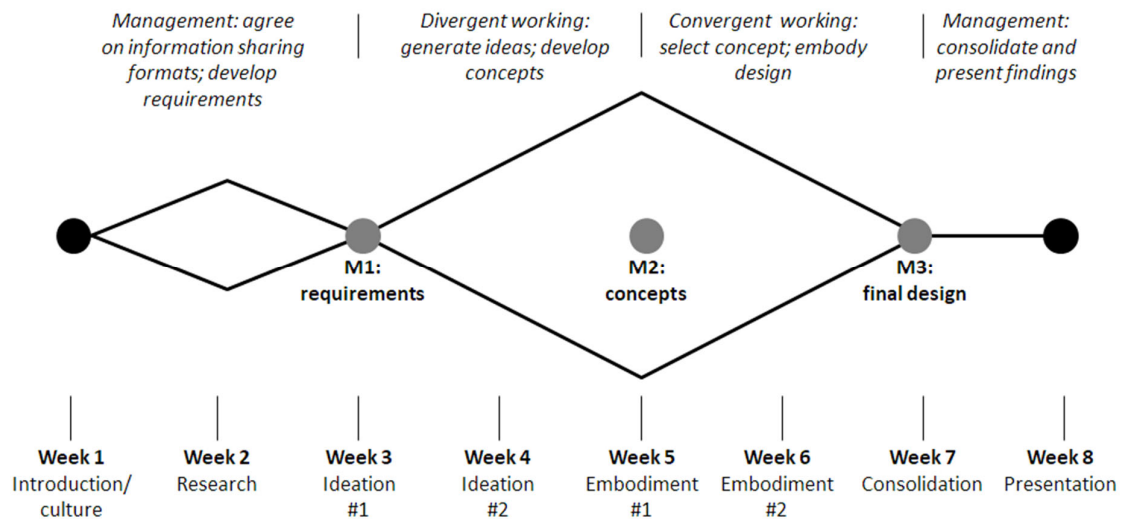 Management: agree
on information sharing
formats; develop
requirements
Divergent working:
generate ideas; develop
concepts
Convergent working:
select concept; embody
design
Management:
consolidate and
present findings
M1:
requirements
M2:
concepts
M3:
final design
Week 1
Introduction/
culture
Week 2
Research
Week 3
Ideation
#1
Week 4
Ideation
#2
Week 5
Embodiment
#1
Week 6
Embodiment
#2
Week 7
Consolidation
Week 8
Presentation